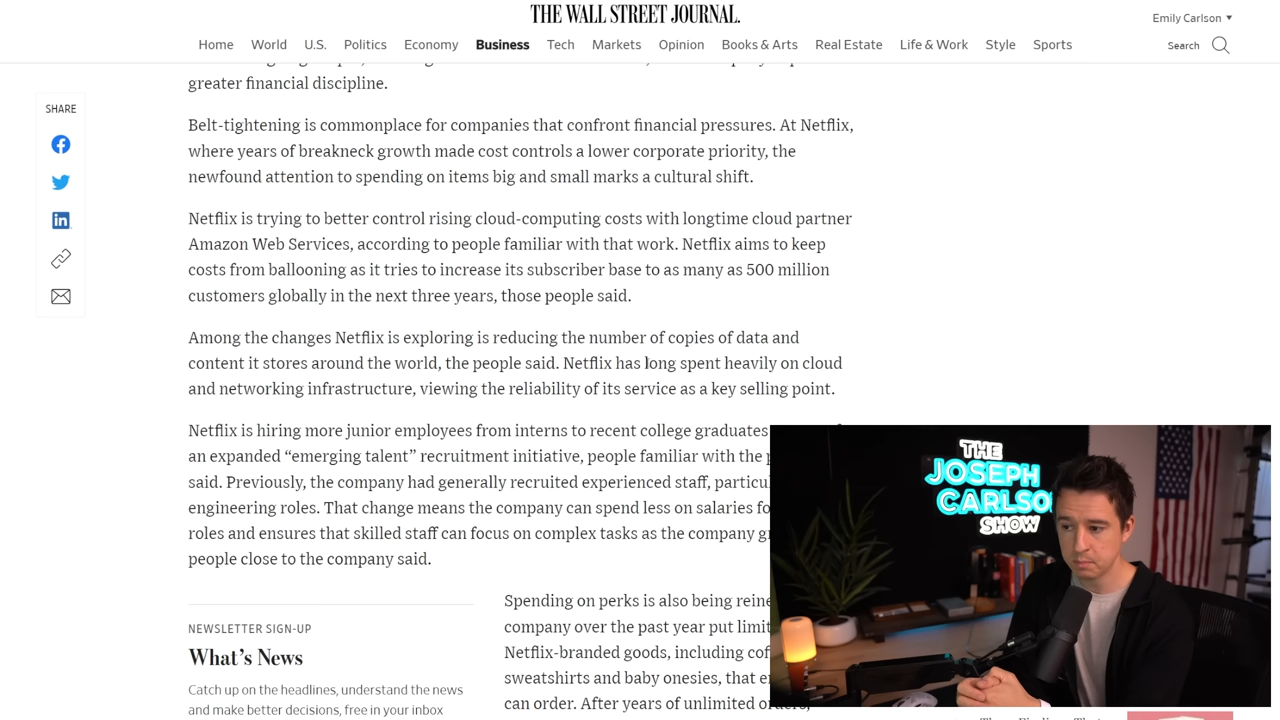 THE WALL STREET JOURNAL.
Emily Carlson
Home World U.S. Politics Economy Business Tech Markets Opinion Books & Arts Real Estate Life & Work Style Sports
Search
SHARE
greater financial discipline.
Belt-tightening is commonplace for companies that confront financial pressures. At Netflix,
where years of breakneck growth made cost controls a lower corporate priority, the
newfound attention to spending on items big and small marks a cultural shift.
Netflix is trying to better control rising cloud-computing costs with longtime cloud partner
Amazon Web Services, according to people familiar with that work. Netflix aims to keep
costs from ballooning as it tries to increase its subscriber base to as many as 500 million
customers globally in the next three years, those people said.
Among the changes Netflix is exploring is reducing the number of copies of data and
content it stores around the world, the people said. Netflix has long spent heavily on cloud
and networking infrastructure, viewing the reliability of its service as a key selling point.
Netflix is hiring more junior employees from interns to recent college graduates
an expanded “emerging talent” recruitment initiative, people familiar with the
said. Previously, the company had generally recruited experienced staff,
engineering roles. That change means the company can spend less on salaries
roles and ensures that skilled staff can focus on complex tasks as the company
people close to the company said.
Spending on perks is also being
company over the past year put
Netflix-branded goods, including
sweatshirts and baby onesies, that
can order. After years of unlimited
NEWSLETTER SIGN-UP
What’s News
Catch up on the headlines, understand the news
and make better decisions, free in your inbox
THE
JOSEPH
CARLSO
SHOW